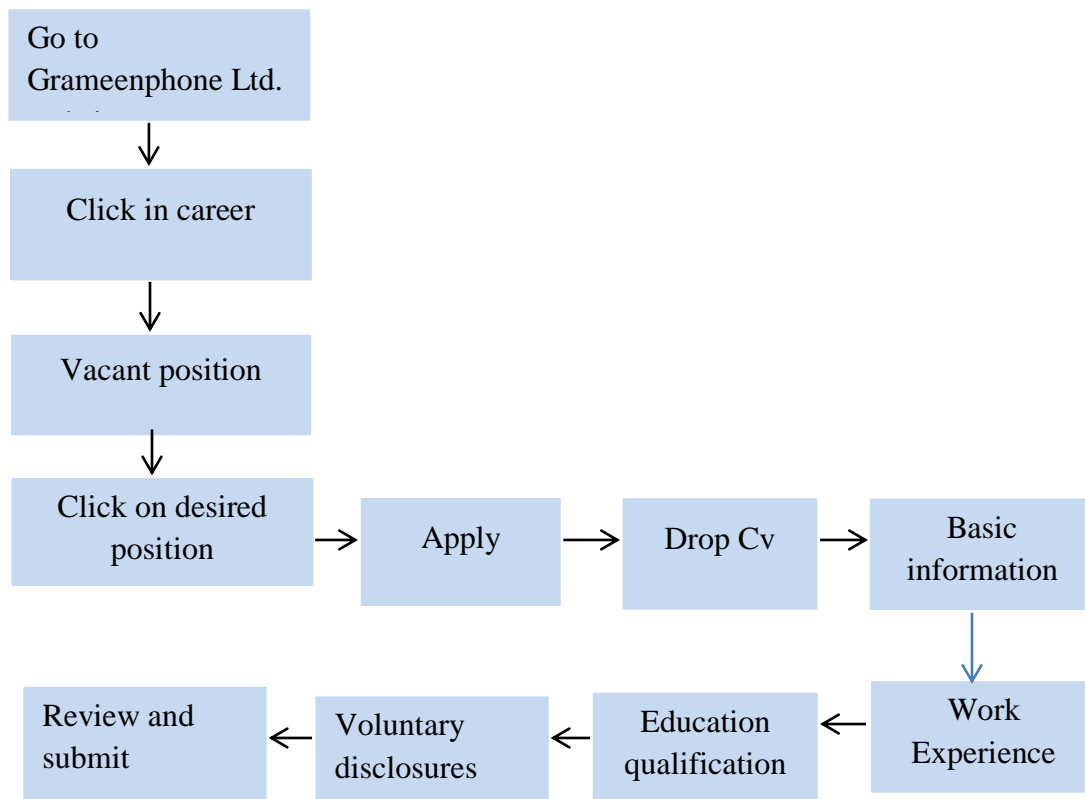 Go to
Grameenphone Ltd.
Click in career
Vacant position
Click on desired
position
Apply
Drop Cv
Basic
information
Work
Experience
Education
qualification
Voluntary
disclosures
Review and
submit